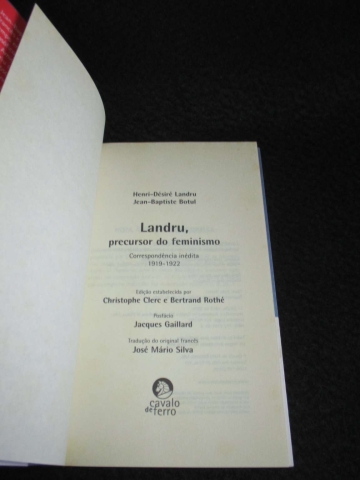 Henri-Désiré Landru
Jean-Baptiste Botul
Landru,
precursor do feminismo
Correspondência inédita
1919-1922
Edição estabelecida por
Christophe Clerc e Bertrand Rothé
Posfácio
Jacques Gaillard
Tradução do original francês
José Mário Silva
cavalo
de ferro